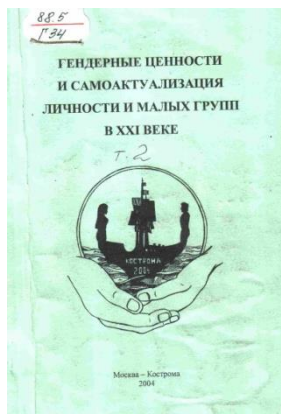 88.5
Г34
ГЕНДЕРНЫЕ ЦЕННОСТИ
И САМОАКТУАЛИЗАЦИЯ
ЛИЧНОСТИ И МАЛЫХ ГРУПП
В XXI ВЕКЕ
т. 2
КОСТРОМА
2004
Москва – Кострома
2004